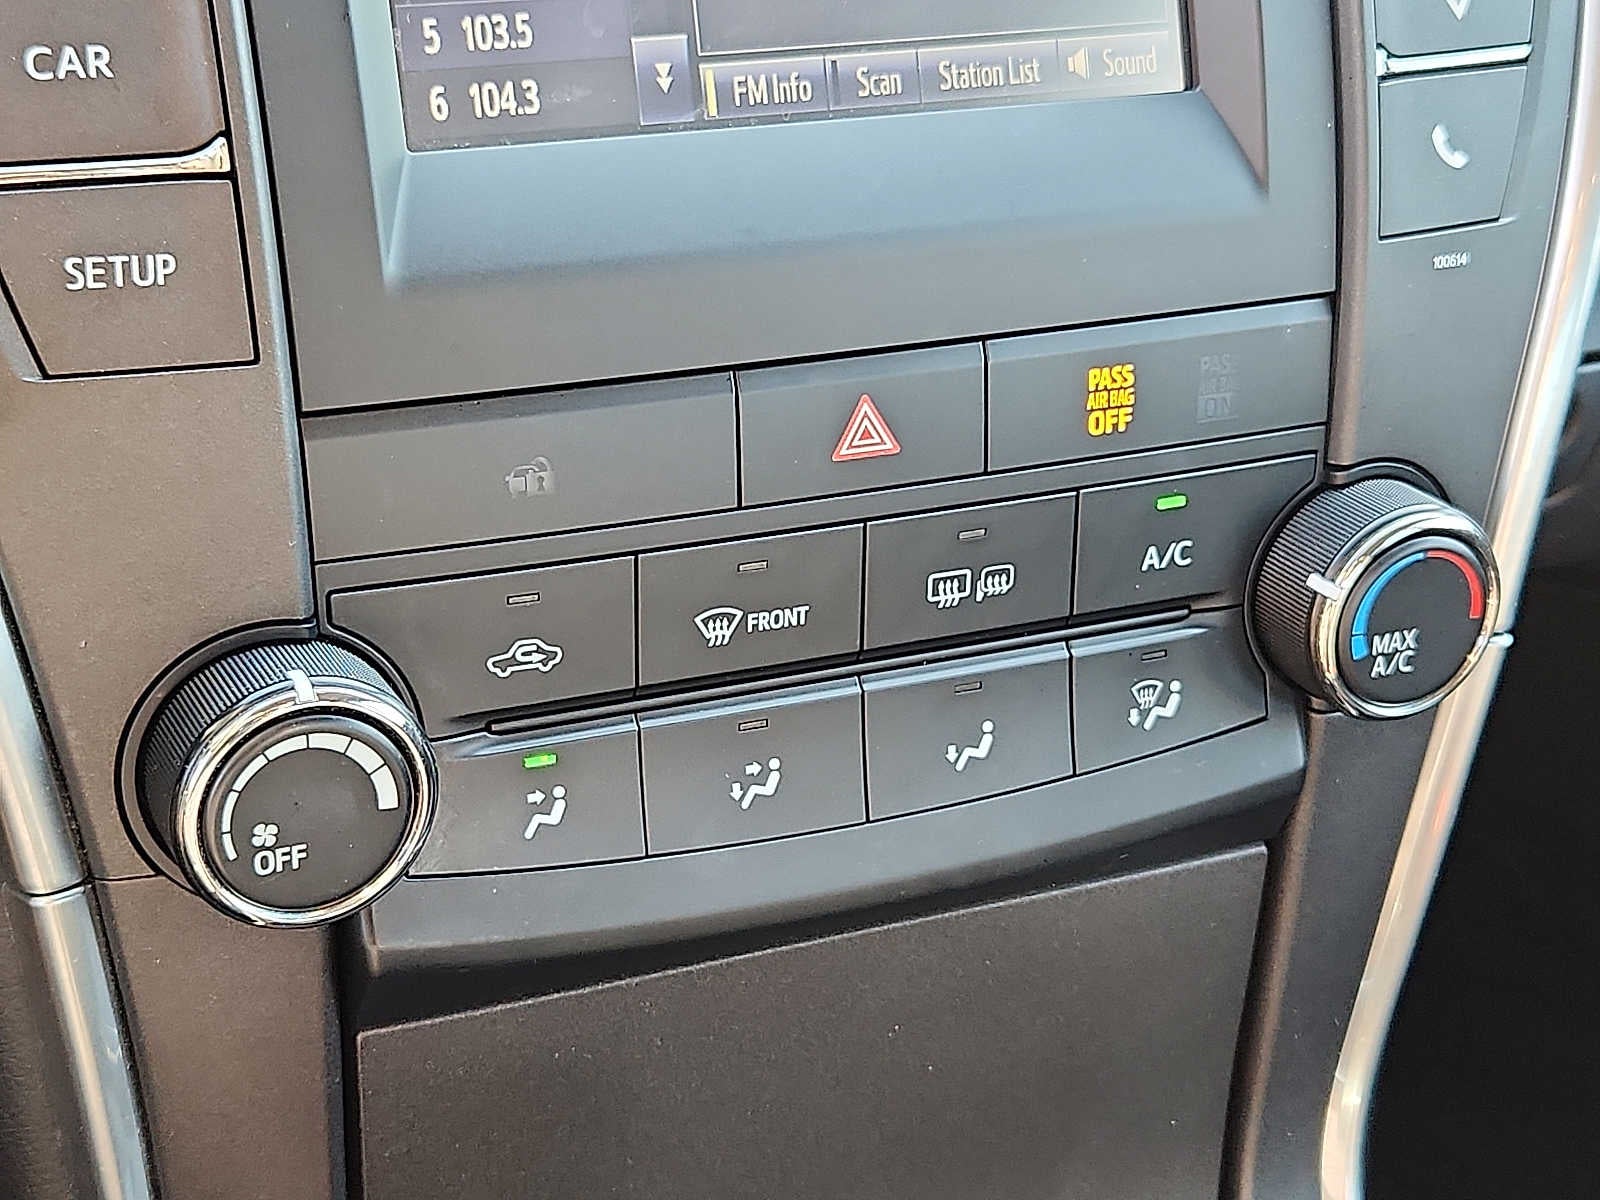 CAR
SETUP
5 103.5
6 104.3
FM Info
Scan
Station List
Sound
100614
PASS
AIR BAG
OFF
PASS
AIR BAG
ON
A/C
FRONT
MAX
A/C
OFF